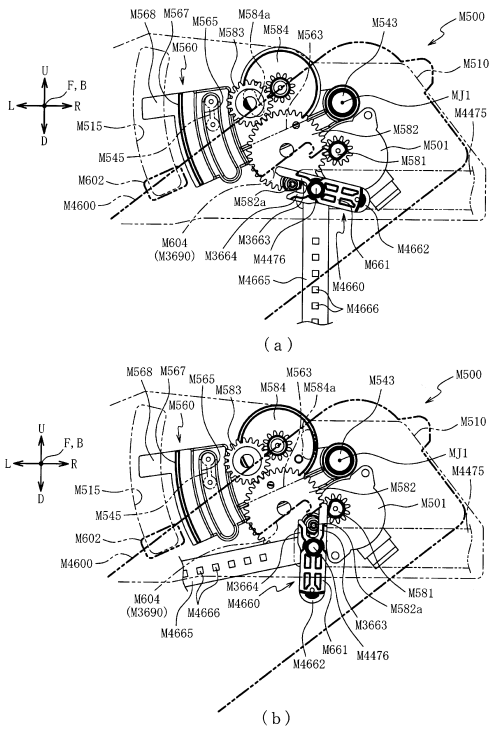 M567 M565 M584a M563
M568 M583 M584 M543 M500
M560
U
F,B
L R
D
M510
M515
MJ1
M4475
M545
M582
M501
M602
M581
M4600
M582a
M604
(M3690)
M3663
M3664
M4476
M4662
M661
M4665
M4660
M4666
(a)
M567 M563
M568 M565 M584 M543 M500
M583 M584a
M560
U
F,B
L R
D
M510
MJ1
M4475
M515
M582
M501
M545
M602
M4600
M3664
M581
M604
(M3690)
M4660
M582a
M4665
M4666
M3663
M661
M4662
M4476
(b)